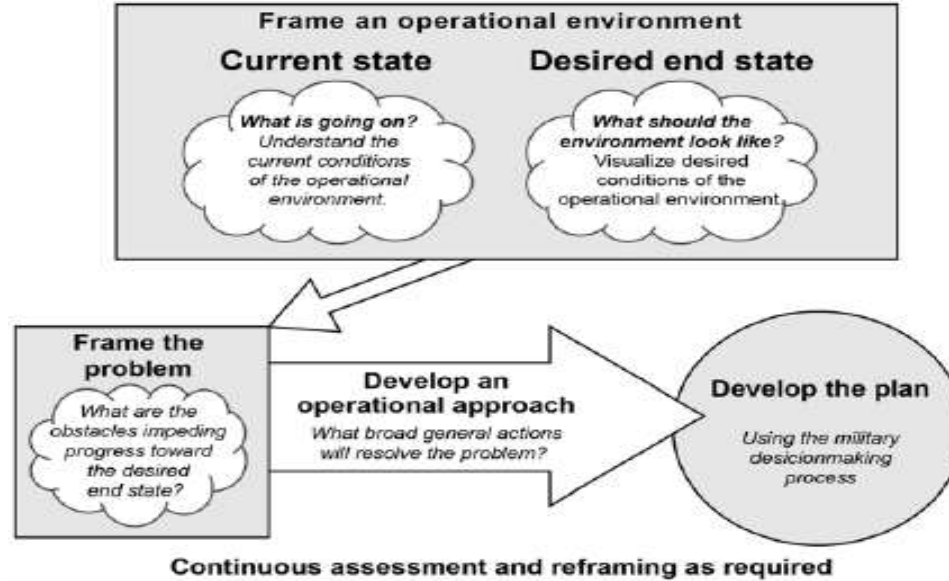 Frame an operational environment
Current state
What is going on?
Understand the
current conditions
of the operational
environment.
Desired end state
What should the
environment look like?
Visualize desired
conditions of the
operational environment.
Frame the
problem
What are the
obstacles impeding
progress toward
the desired
end state?
Develop an
operational approach
What broad general actions
will resolve the problem?
Develop the plan
Using the military
desicionmaking
process
Continuous assessment and reframing as required